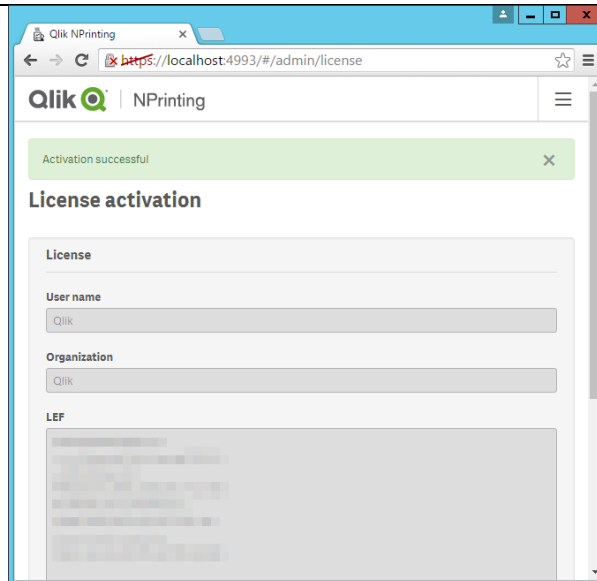 Qlik NPrinting
https://localhost:4993/#/admin/license
Qlik NPrinting
Activation successful
License activation
License
User name
Qlik
Organization
Qlik
LEF